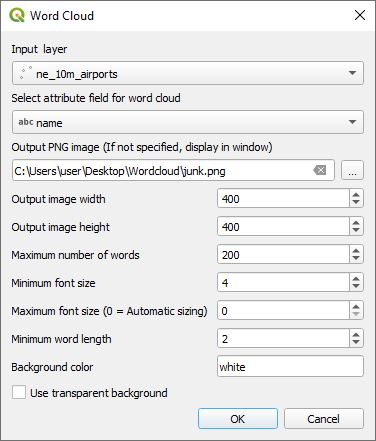 Word Cloud
Input layer
ne_10m_airports
Select attribute field for word cloud
abc name
Output PNG image (If not specified, display in window)
C:\Users\user\Desktop\Wordcloud\junk.png
...
Output image width 400
Output image height 400
Maximum number of words 200
Minimum font size 4
Maximum font size (0 = Automatic sizing) 0
Minimum word length 2
Background color white
Use transparent background
OK Cancel